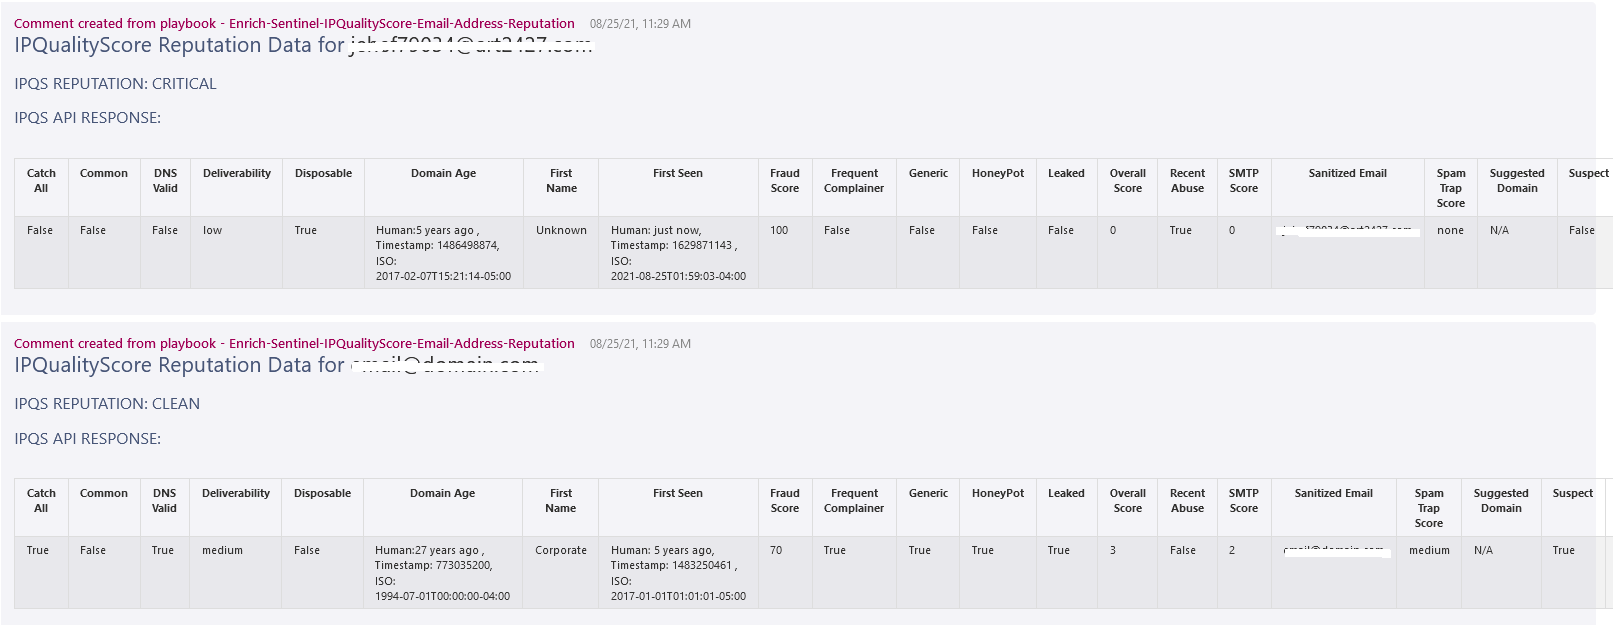 Comment created from playbook - Enrich-Sentinel-IPQualityScore-Email-Address-Reputation 08/25/21, 11:29 AM
IPQualityScore Reputation Data for
IPQS REPUTATION: CRITICAL
IPQS API RESPONSE:
Catch Common DNS Deliverability Disposable Domain Age First First Seen Fraud Frequent Generic HoneyPot Leaked Overall Recent SMTP Sanitized Email Spam Suggested Suspect
All Valid Name Score Complainer Score Abuse Score Trap Domain
Score
False False False low True Human:5 years ago , Unknown Human: just now, 100 False False False False 0 True 0 none N/A False
Timestamp: 1486498874, Timestamp: 1629871143 ,
ISO: ISO:
2017-02-07T15:21:14-05:00 2021-08-25T01:59:03-04:00
Comment created from playbook - Enrich-Sentinel-IPQualityScore-Email-Address-Reputation 08/25/21, 11:29 AM
IPQualityScore Reputation Data for
IPQS REPUTATION: CLEAN
IPQS API RESPONSE:
Catch Common DNS Deliverability Disposable Domain Age First First Seen Fraud Frequent Generic HoneyPot Leaked Overall Recent SMTP Sanitized Email Spam Suggested Suspect
All Valid Name Score Complainer Score Abuse Score Trap Domain
Score
True False True medium False Human:27 years ago , Corporate Human: 5 years ago, 70 True True True True 3 False 2 medium N/A True
Timestamp: 773035200, Timestamp: 1483250461 ,
ISO: ISO:
1994-07-01T00:00:00-04:00 2017-01-01T01:01:01-05:00